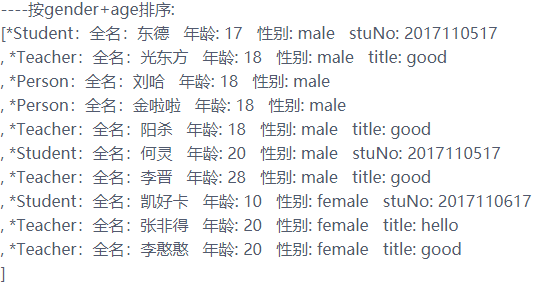 ----按gender+age排序:
[*Student：全名：东德   年龄: 17   性别: male   stuNo: 2017110517
, *Teacher：全名：光东方   年龄: 18   性别: male   title: good
, *Person：全名：刘哈   年龄: 18   性别: male
, *Person：全名：金啦啦   年龄: 18   性别: male
, *Teacher：全名：阳杀   年龄: 18   性别: male   title: good
, *Student：全名：何灵   年龄: 20   性别: male   stuNo: 2017110517
, *Teacher：全名：李晋   年龄: 28   性别: male   title: good
, *Student：全名：凯好卡   年龄: 10   性别: female   stuNo: 2017110617
, *Teacher：全名：张非得   年龄: 20   性别: female   title: hello
, *Teacher：全名：李憨憨   年龄: 20   性别: female   title: good
]